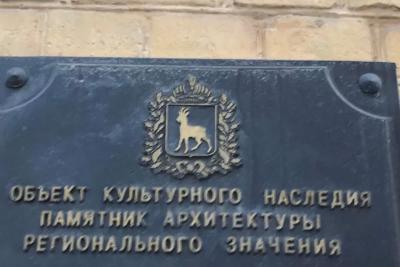 ОБЪЕКТ КУЛЬТУРНОГО НАСЛЕДИЯ
ПАМЯТНИК АРХИТЕКТУРЫ
РЕГИОНАЛЬНОГО ЗНАЧЕНИЯ